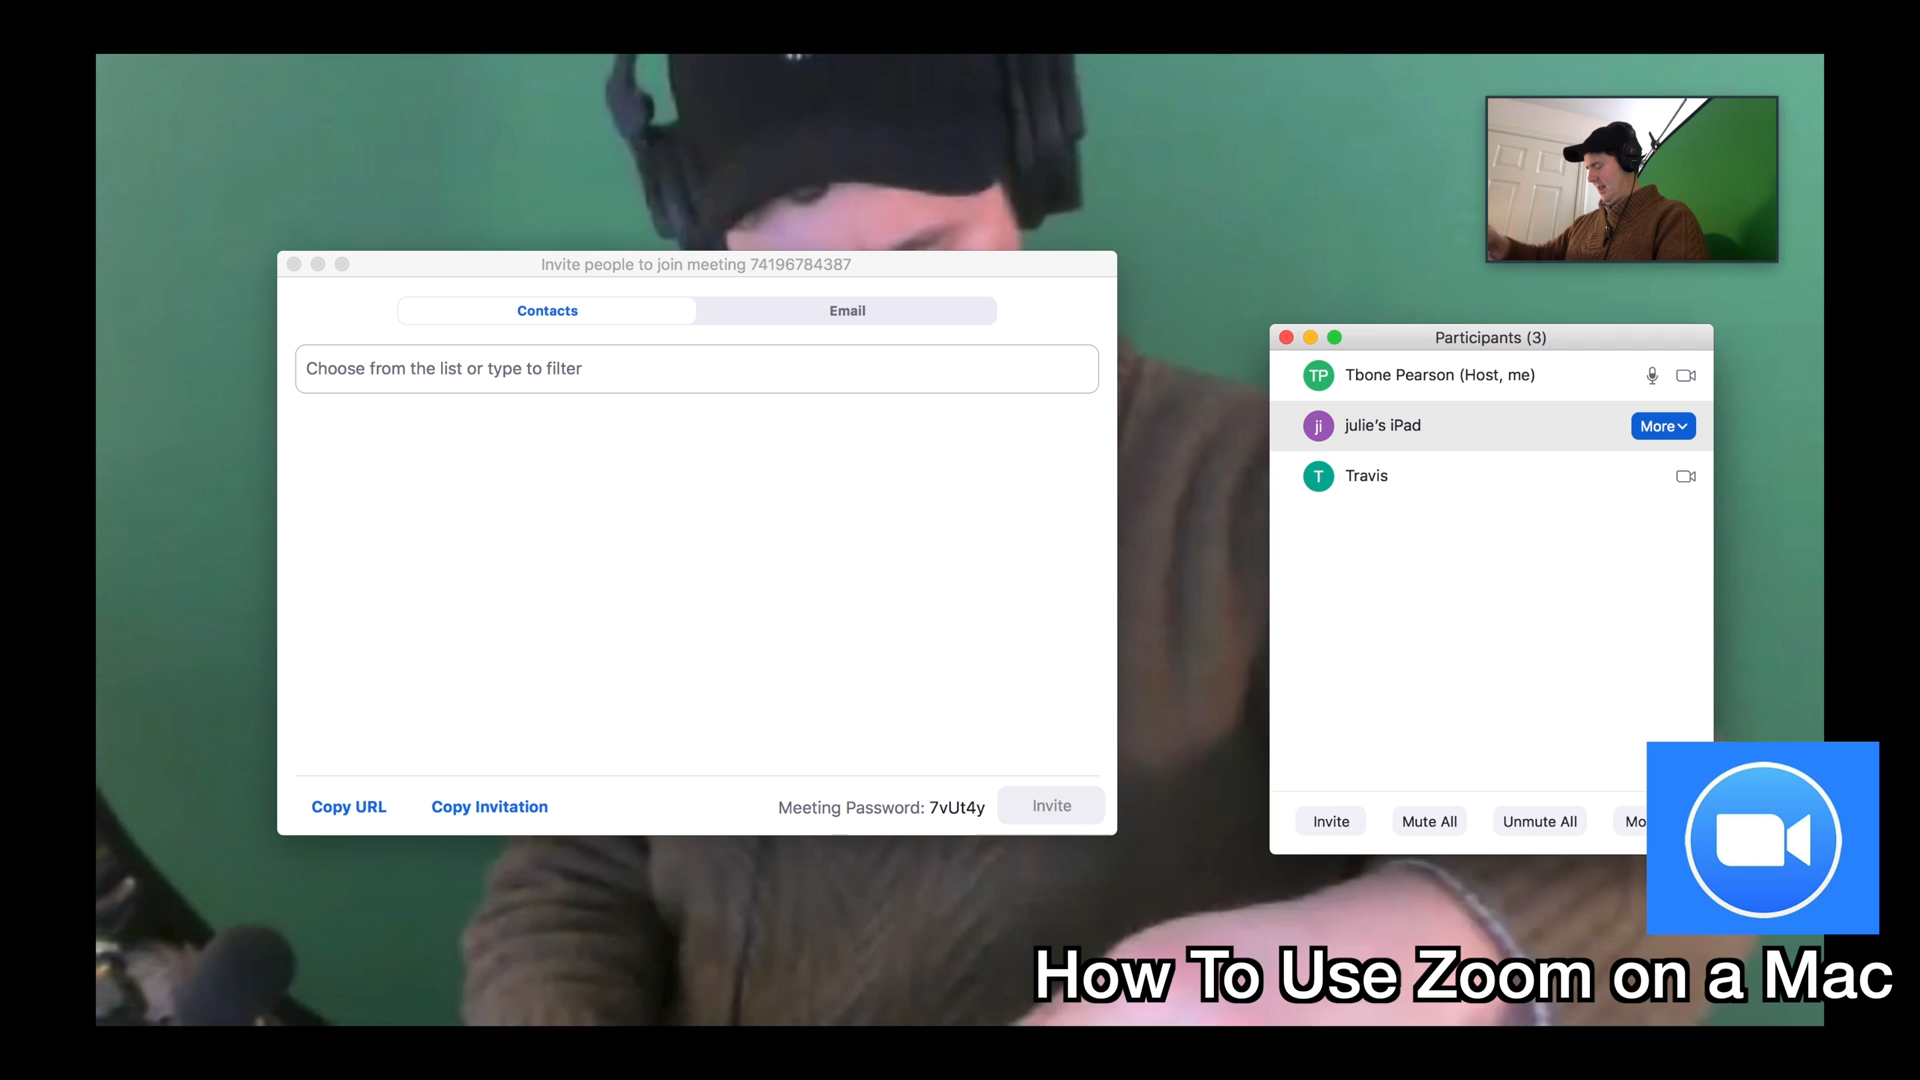 Invite people to join meeting 74196784387
Contacts
Email
Choose from the list or type to filter
Copy URL
Copy Invitation
Meeting Password: 7vUt4y
Invite
Participants (3)
TP
Tbone Pearson (Host, me)
ji
julie's iPad
More
T
Travis
Invite
Mute All
Unmute All
Mo
How To Use Zoom on a Mac